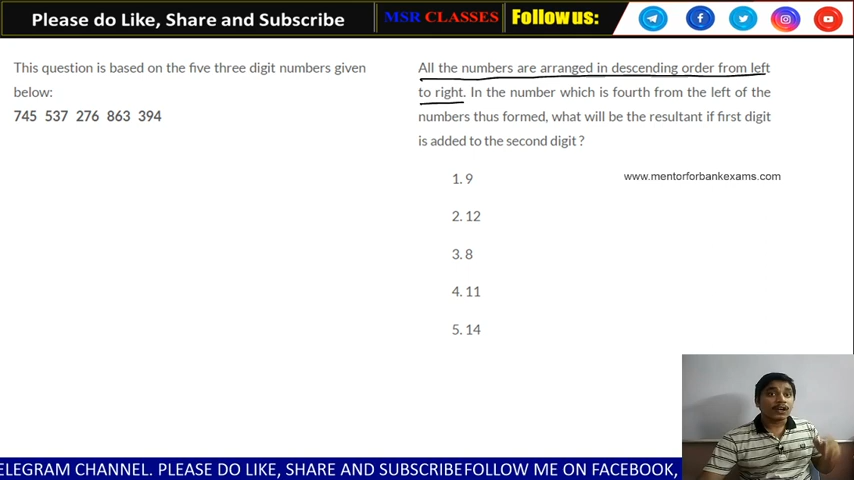 Please do Like, Share and Subscribe
MSR CLASSES
Follow us:
This question is based on the five three digit numbers given
below:
745 537 276 863 394
All the numbers are arranged in descending order from left
to right. In the number which is fourth from the left of the
numbers thus formed, what will be the resultant if first digit
is added to the second digit ?
1. 9
www.mentorforbankexams.com
2. 12
3. 8
4. 11
5. 14
ELEGRAM CHANNEL. PLEASE DO LIKE, SHARE AND SUBSCRIBEFOLLOW ME ON FACEBOOK,